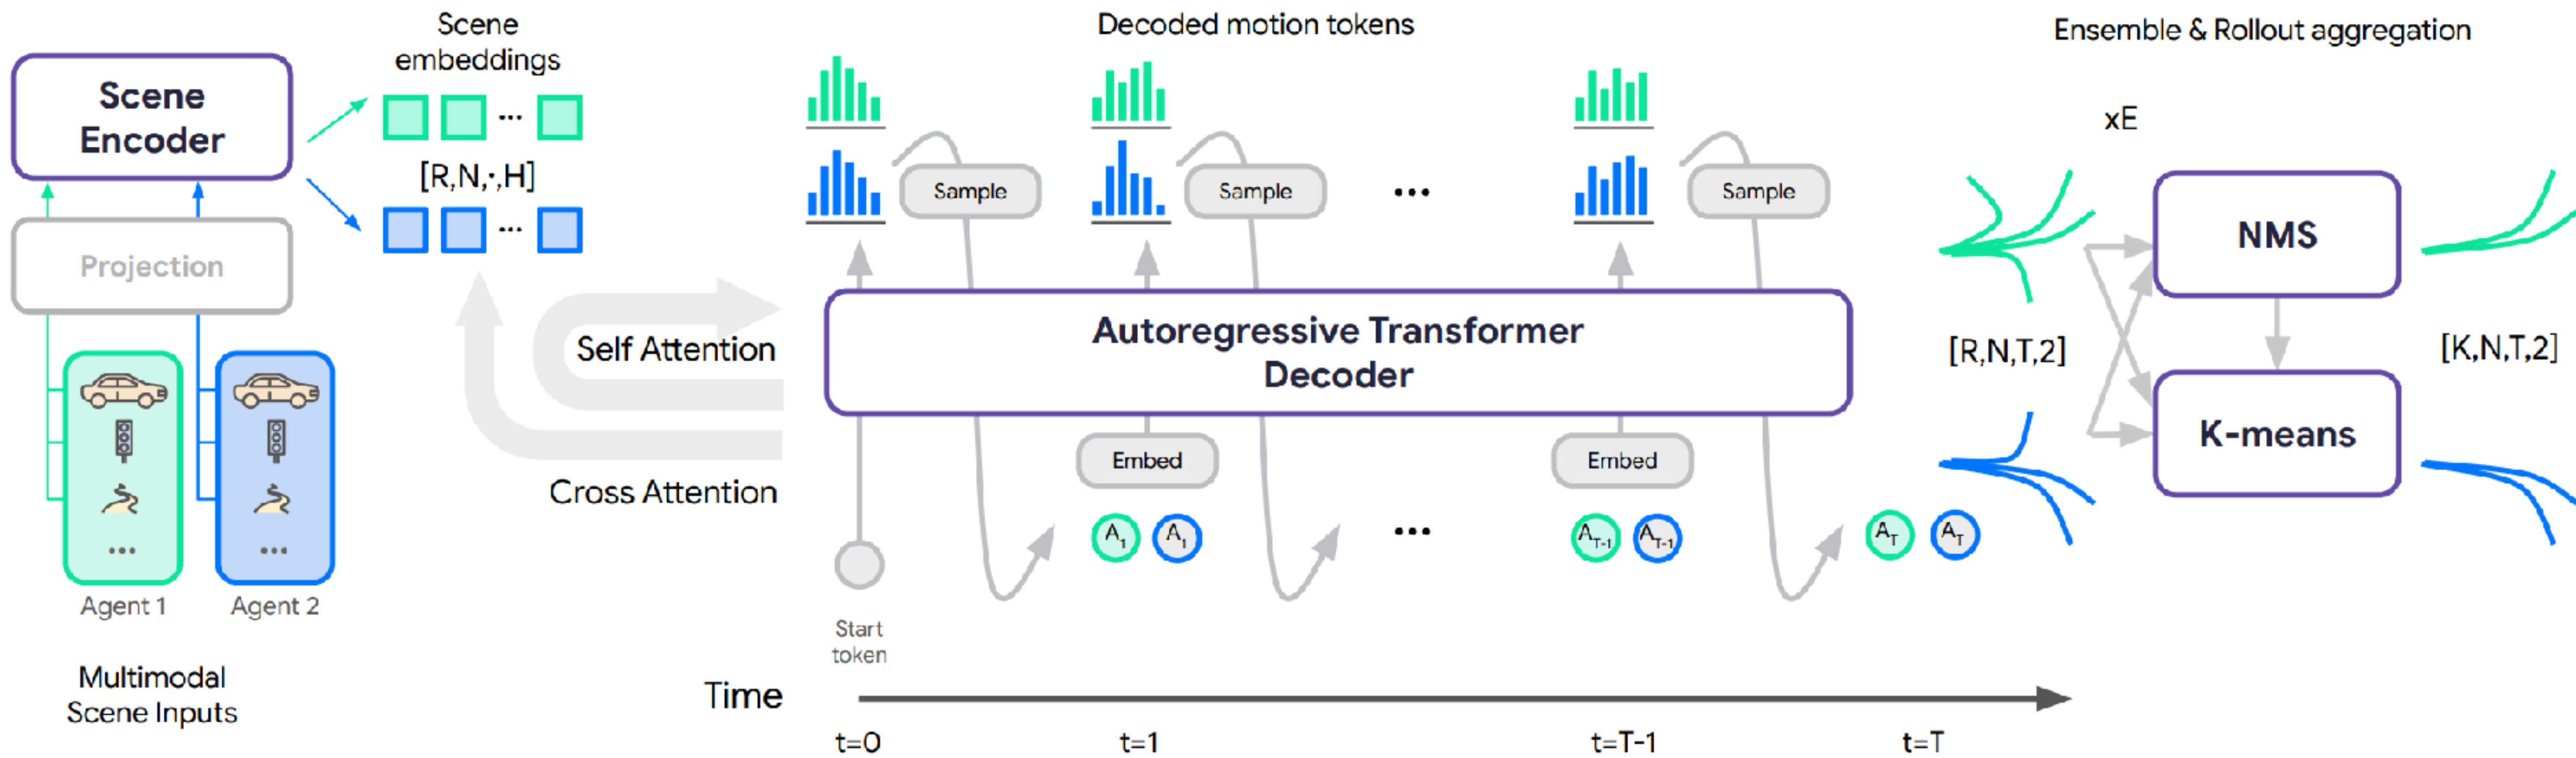 Scene
embeddings
Decoded motion tokens
Ensemble & Rollout aggregation
Scene
Encoder
[R,N,·,H]
Projection
Agent 1
Agent 2
Multimodal
Scene Inputs
Self Attention
Cross Attention
Sample
Sample
...
Sample
Autoregressive Transformer
Decoder
Embed
Embed
A1
A1
...
AT-1
AT-1
AT
AT
Start
token
Time
t=0
t=1
t=T-1
t=T
xE
NMS
[R,N,T,2]
[K,N,T,2]
K-means